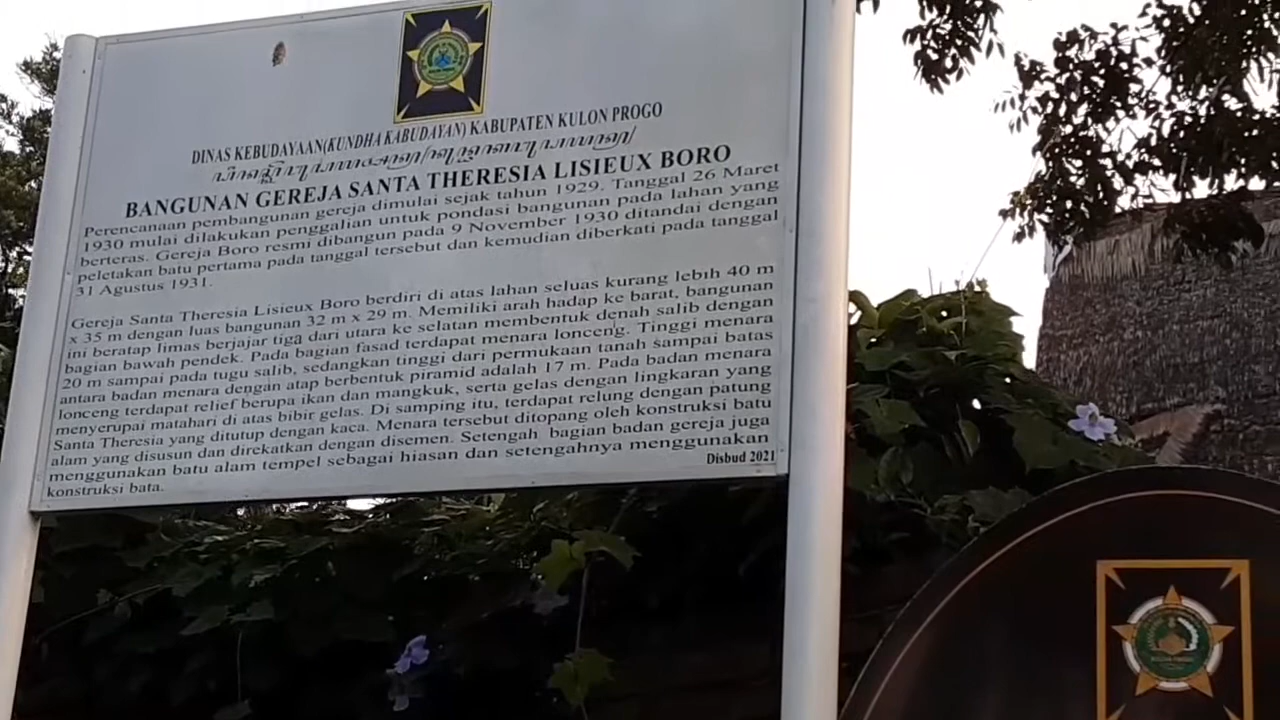 DINAS KEBUDAYAAN(KUNDHA KABUDAYAN) KABUPATEN KULON PROGO
BANGUNAN GEREJA SANTA THERESIA LISIEUX BORO
Perencanaan pembangunan gereja dimulai sejak tahun 1929. Tanggal 26 Maret
1930 mulai dilakukan penggalian untuk pondasi bangunan pada lahan yang
berteras. Gereja Boro resmi dibangun pada 9 November 1930 ditandai dengan
peletakan batu pertama pada tanggal tersebut dan kemudian diberkati pada tanggal
31 Agustus 1931.
Gereja Santa Theresia Lisieux Boro berdiri di atas lahan seluas kurang lebih 40 m
x 35 m dengan luas bangunan 32 m x 29 m. Memiliki arah hadap ke barat, bangunan
ini beratap limas berjajar tiga dari utara ke selatan membentuk denah salib dengan
bagian bawah pendek. Pada bagian fasad terdapat menara lonceng. Tinggi menara
20 m sampai pada tugu salib, sedangkan tinggi dari permukaan tanah sampai batas
antara badan menara dengan atap berbentuk piramid adalah 17 m. Pada badan menara
lonceng terdapat relief berupa ikan dan mangkuk, serta gelas dengan lingkaran yang
menyerupai matahari di atas bibir gelas. Di samping itu, terdapat relung dengan patung
Santa Theresia yang ditutup dengan kaca. Menara tersebut ditopang oleh konstruksi batu
alam yang disusun dan direkatkan dengan disemen. Setengah bagian badan gereja juga
menggunakan batu alam tempel sebagai hiasan dan setengahnya menggunakan
konstruksi bata.
Disbud 2021